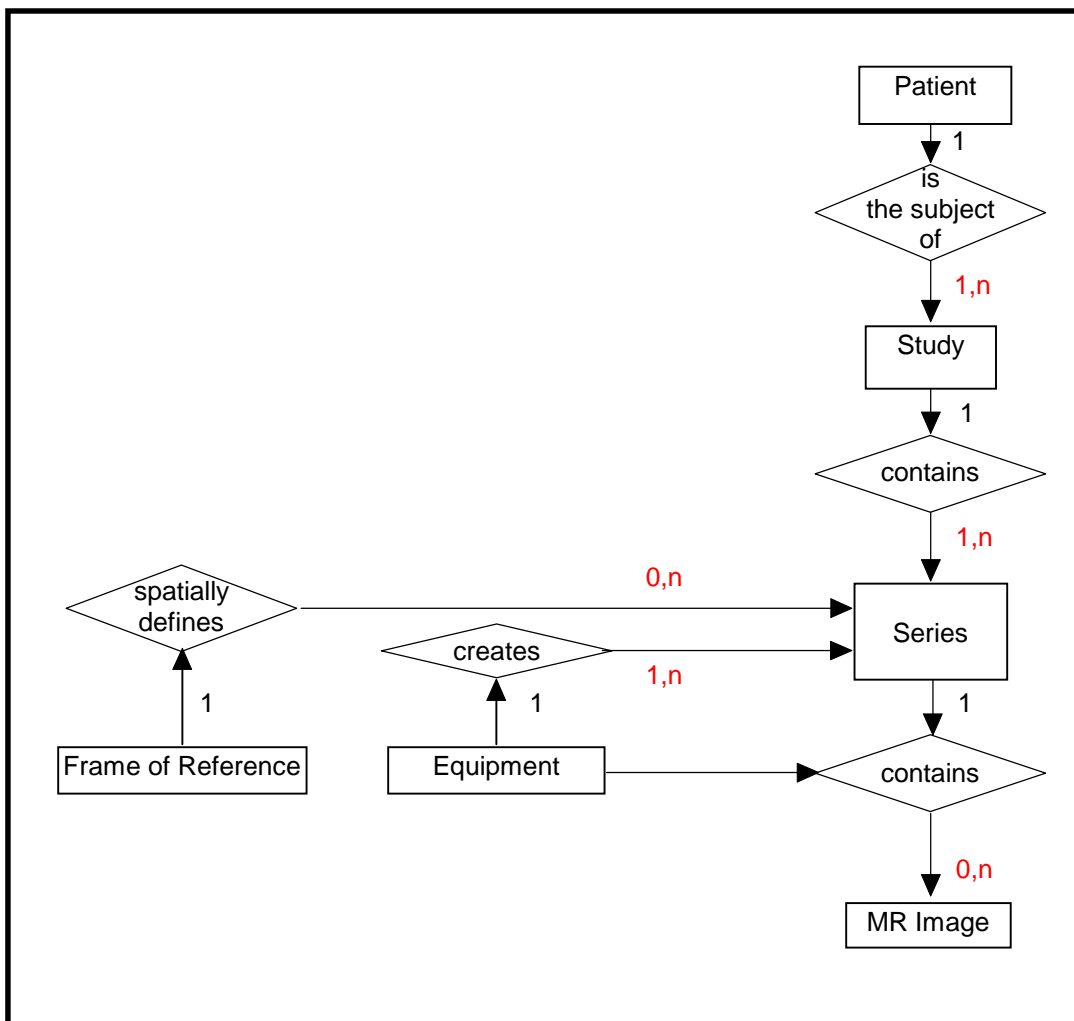 Patient
1
is
the subject
of
1,n
Study
1
contains
1,n
spatially
defines
0,n
Series
creates
1,n
1
1
1
Frame of Reference
Equipment
contains
0,n
MR Image